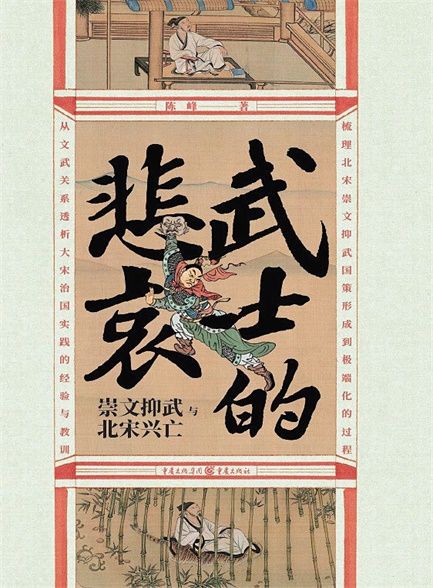 陈峰 著
武士的
悲哀
崇文抑武与
北宋兴亡
梳理北宋崇文抑武国策形成到极端化的过程
从文武关系透析大宋治国实践的经验与教训
重庆出版集团 重庆出版社